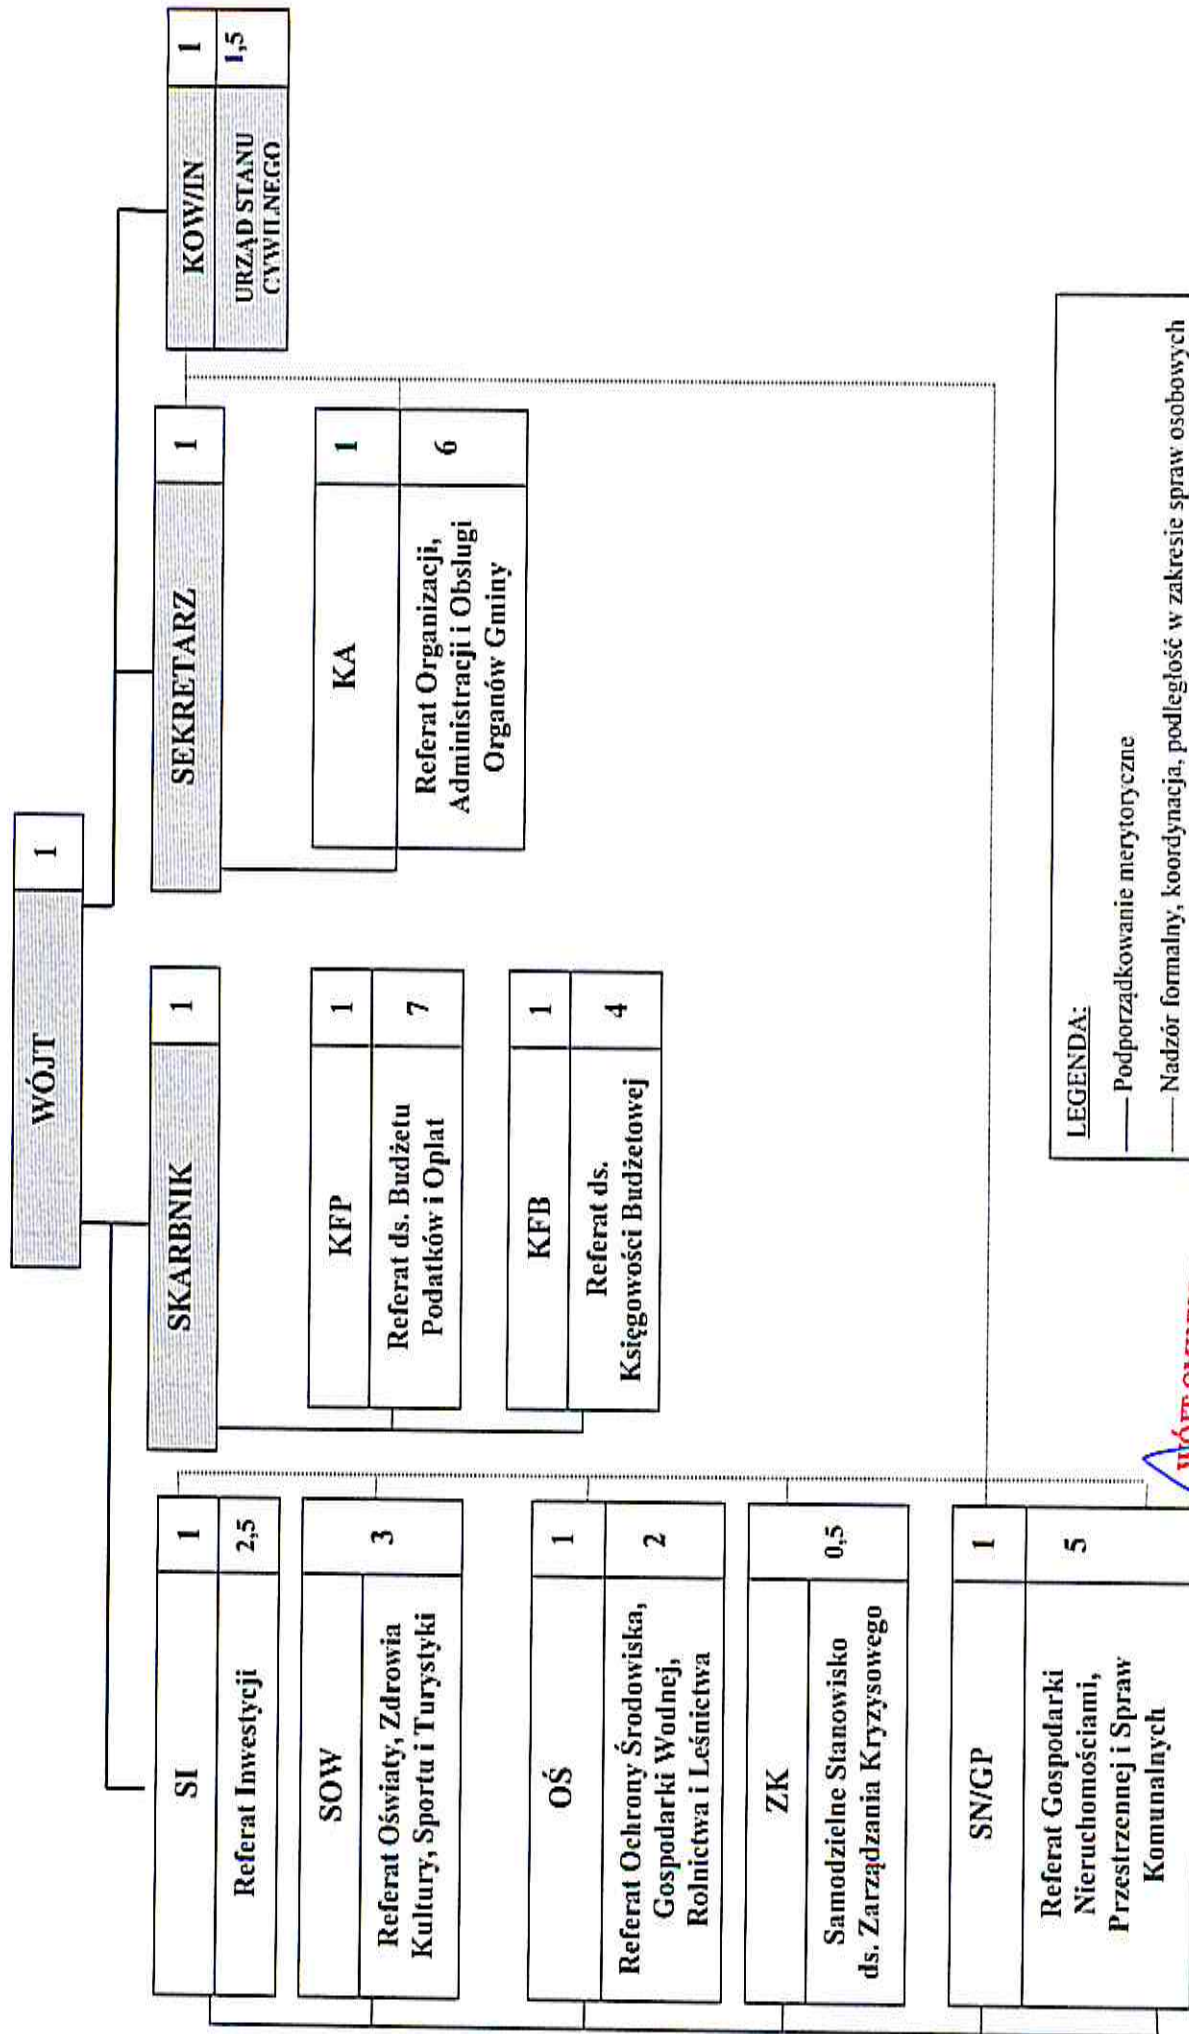 WÓJT
1
SKARBNIK
1
SEKRETARZ
1
KOW/IN
1
URZĄD STANU
CYWILNEGO
1,5
SI
1
Referat Inwestycji
2,5
SOW
Referat Oświaty, Zdrowia
Kultury, Sportu i Turystyki
3
OŚ
1
Referat Ochrony Środowiska,
Gospodarki Wodnej,
Rolnictwa i Leśnictwa
2
ZK
Samodzielne Stanowisko
ds. Zarządzania Kryzysowego
0,5
SN/GP
1
Referat Gospodarki
Nieruchomościami,
Przestrzennej i Spraw
Komunalnych
5
KFP
1
Referat ds. Budżetu
Podatków i Opłat
7
KFB
1
Referat ds.
Księgowości Budżetowej
4
KA
1
Referat Organizacji,
Administracji i Obsługi
Organów Gminy
6
LEGENDA:
Podporządkowanie merytoryczne
Nadzór formalny, koordynacja, podległość w zakresie spraw osobowych